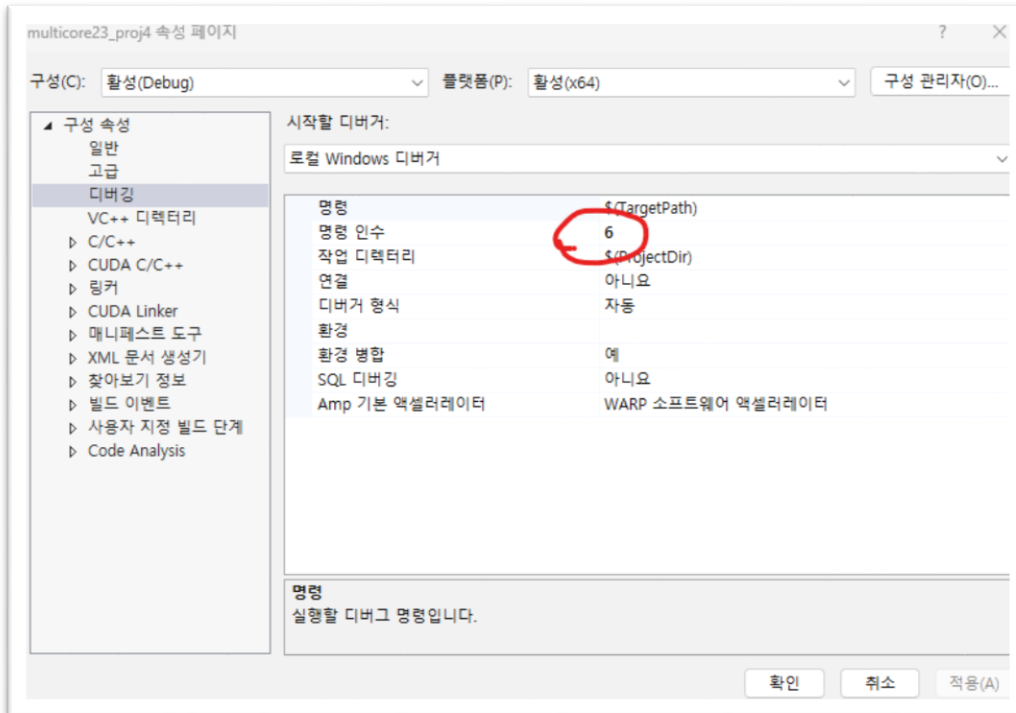 multicore23_proj4 속성 페이지 ? ×
구성(C): 활성(Debug) 플랫폼(P): 활성(x64) 구성 관리자(O)...
구성 속성
일반
고급
디버깅
VC++ 디렉터리
C/C++
CUDA C/C++
링커
CUDA Linker
매니페스트 도구
XML 문서 생성기
찾아보기 정보
빌드 이벤트
사용자 지정 빌드 단계
Code Analysis
시작할 디버거:
로컬 Windows 디버거
명령 $(TargetPath)
명령 인수 6
작업 디렉터리 $(ProjectDir)
연결 아니요
디버거 형식 자동
환경
환경 병합 예
SQL 디버깅 아니요
Amp 기본 액셀러레이터 WARP 소프트웨어 액셀러레이터
명령
실행할 디버그 명령입니다.
확인 취소 적용(A)